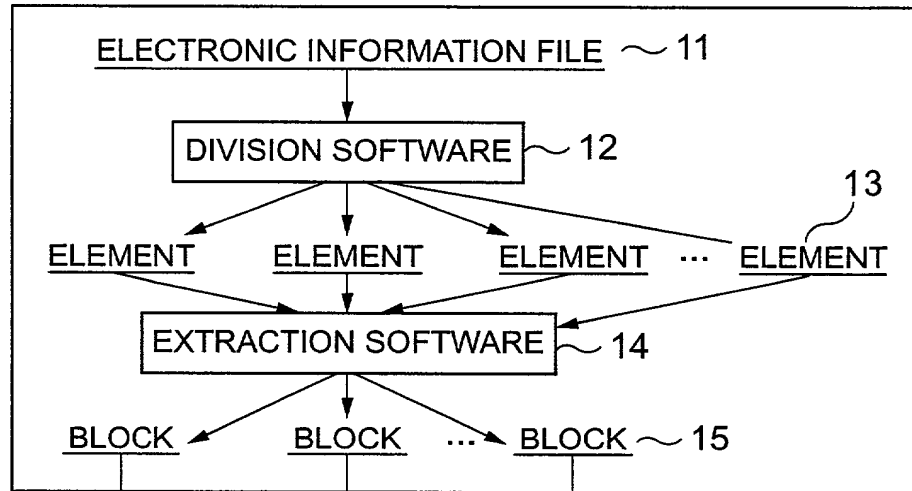 ELECTRONIC INFORMATION FILE 11
DIVISION SOFTWARE 12
13
ELEMENT ELEMENT ELEMENT ... ELEMENT
EXTRACTION SOFTWARE 14
BLOCK BLOCK ... BLOCK 15